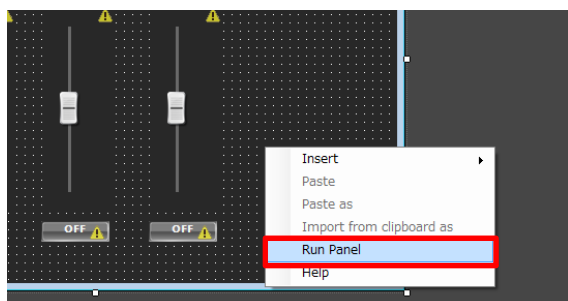 Insert
Paste
Paste as
Import from clipboard as
OFF
OFF
Run Panel
Help